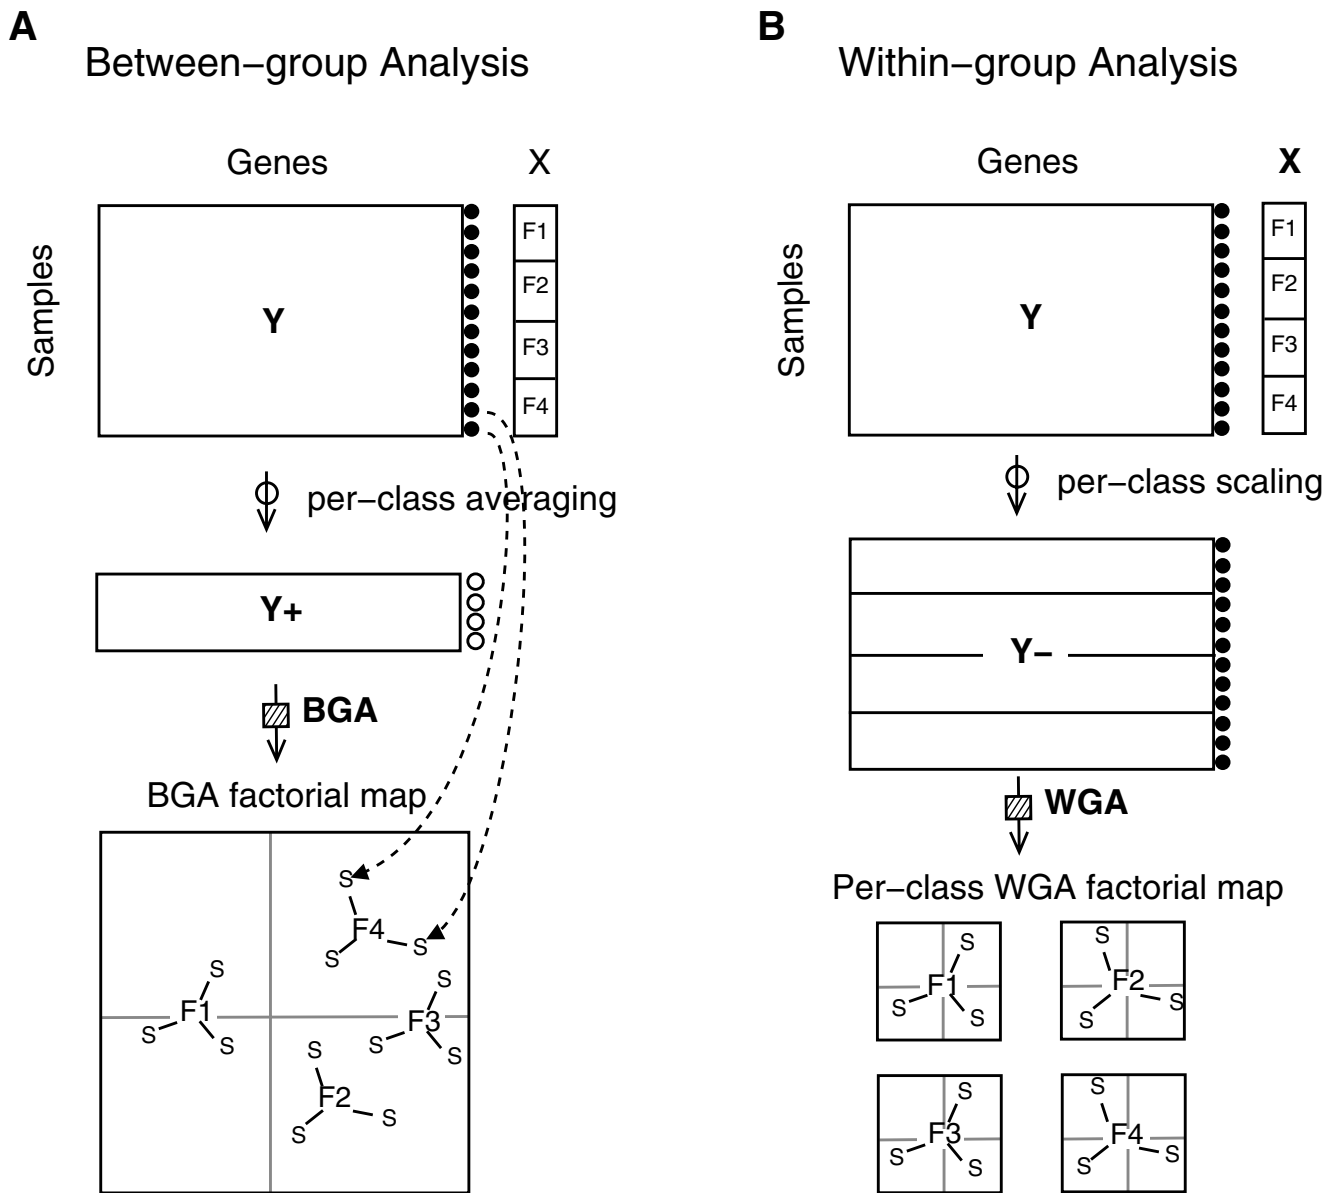 A
Between−group Analysis
Genes
X
Samples
Y
F1
F2
F3
F4
per−class averaging
Y+
BGA
BGA factorial map
S
F4
S
S
S
F1
S
S
S
F3
S
S
S
F2
S
S
B
Within−group Analysis
Genes
X
Samples
Y
F1
F2
F3
F4
per−class scaling
Y−
WGA
Per−class WGA factorial map
S
F1
S
S
S
F2
S
S
S
F3
S
S
S
F4
S
S